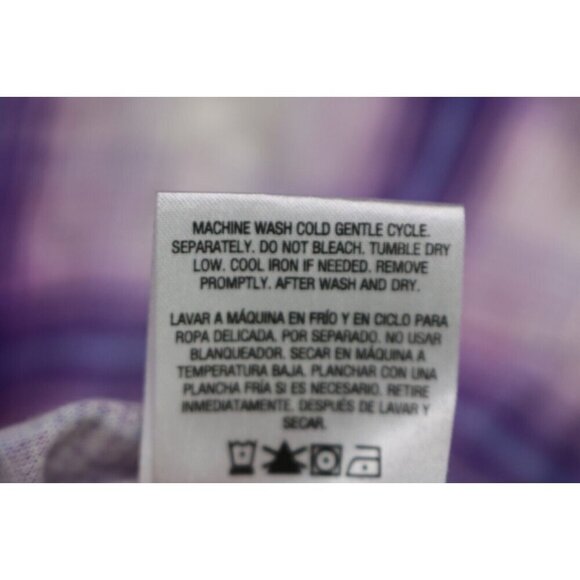 MACHINE WASH COLD GENTLE CYCLE.
SEPARATELY. DO NOT BLEACH. TUMBLE DRY
LOW. COOL IRON IF NEEDED. REMOVE
PROMPTLY. AFTER WASH AND DRY.
LAVAR A MÁQUINA EN FRÍO Y EN CICLO PARA
ROPA DELICADA. POR SEPARADO. NO USAR
BLANQUEADOR. SECAR EN MÁQUINA A
TEMPERATURA BAJA. PLANCHAR CON UNA
PLANCHA FRÍA SI ES NECESARIO. RETIRE
INMEDIATAMENTE. DESPUÉS DE LAVAR Y
SECAR.